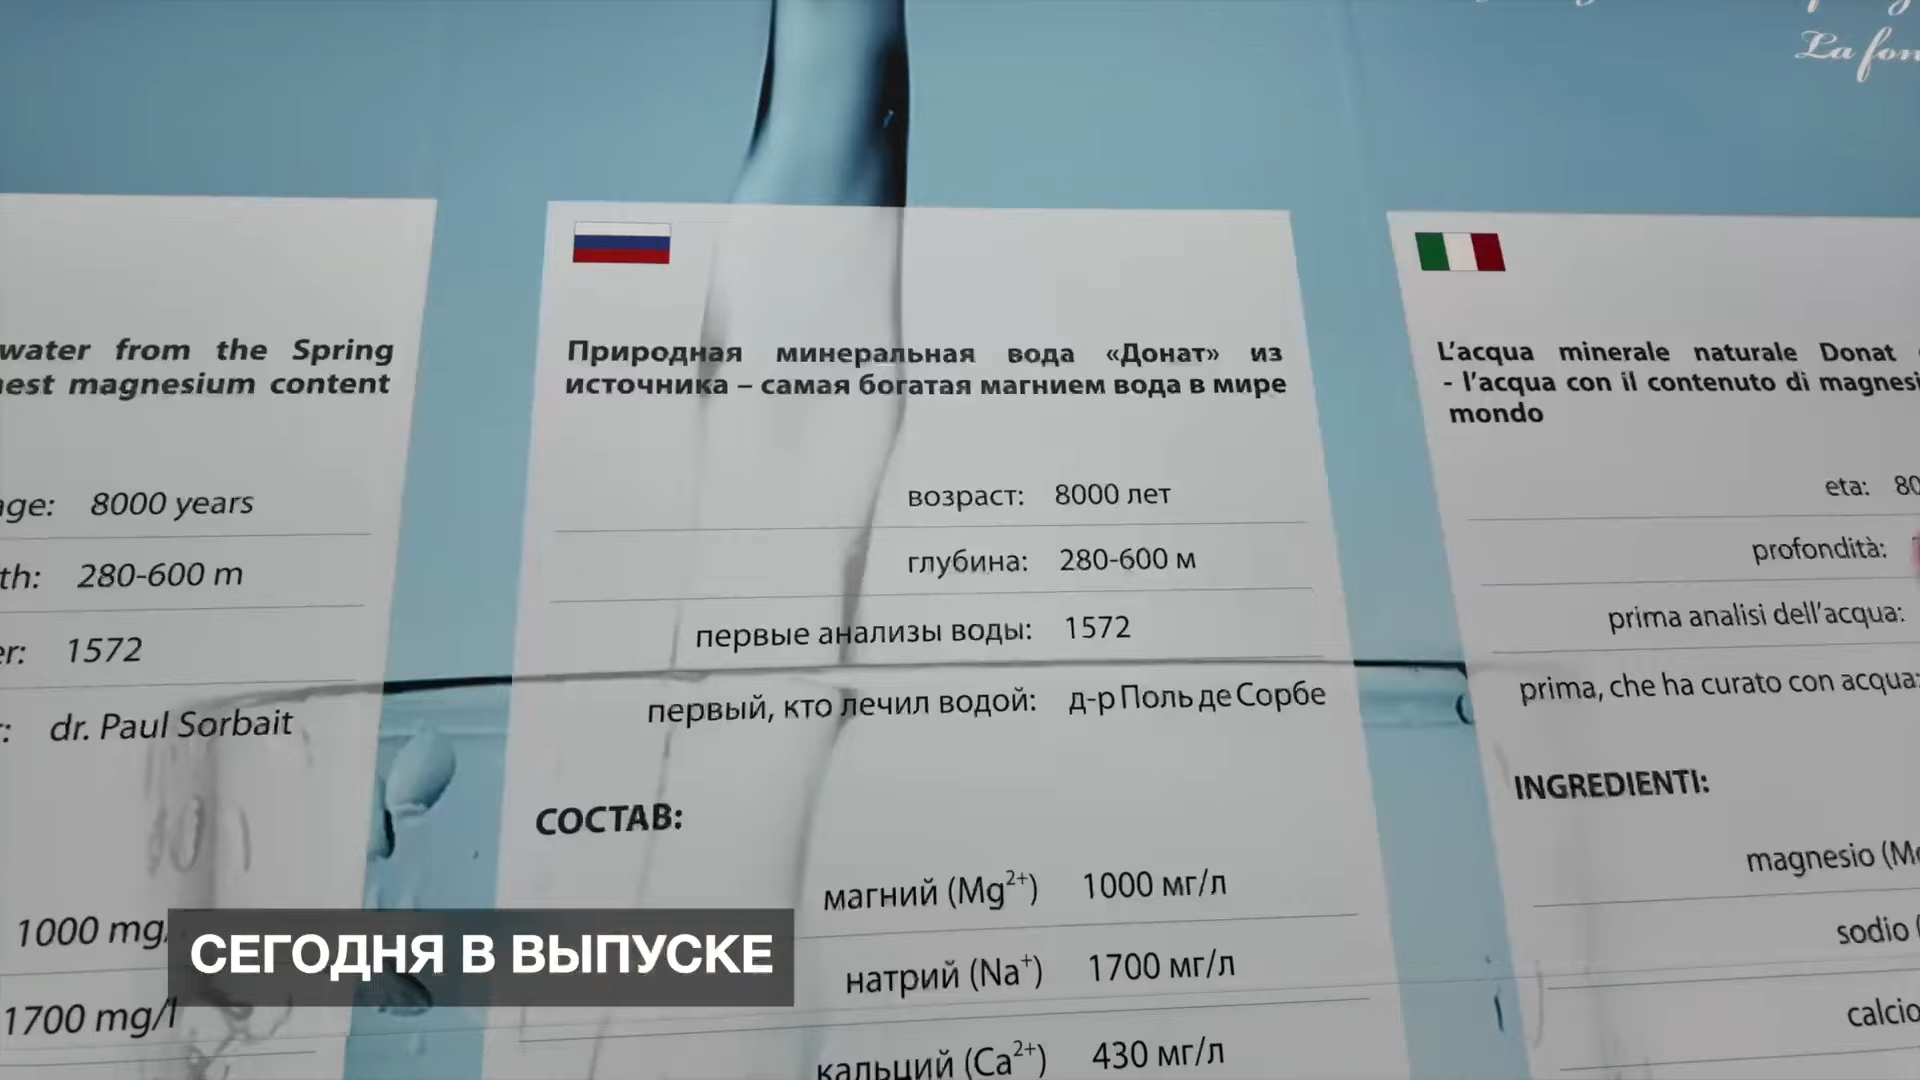 La fon
water from the Spring
est magnesium content
age: 8000 years
th: 280-600 m
er: 1572
r: dr. Paul Sorbait
1000 mg/
1700 mg/l
Природная минеральная вода «Донат» из
источника – самая богатая магнием вода в мире
возраст: 8000 лет
глубина: 280-600 м
первые анализы воды: 1572
первый, кто лечил водой: д-р Поль де Сорбе
СОСТАВ:
магний (Mg²⁺) 1000 мг/л
натрий (Na⁺) 1700 мг/л
кальций (Ca²⁺) 430 мг/л
L'acqua minerale naturale Donat
- l'acqua con il contenuto di magnesi
mondo
eta: 80
profondità:
prima analisi dell'acqua:
prima, che ha curato con acqua:
INGREDIENTI:
magnesio (M
sodio (
calcio
СЕГОДНЯ В ВЫПУСКЕ